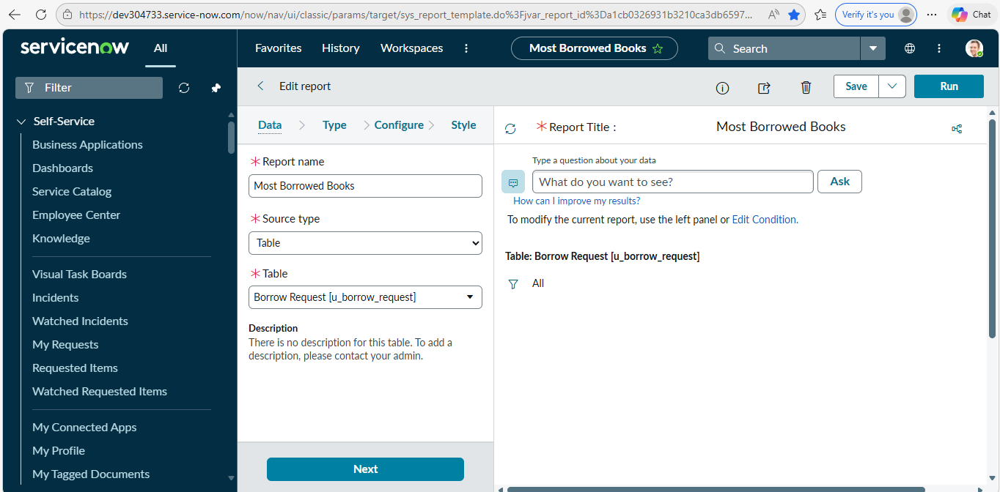 https://dev304733.service-now.com/now/nav/ui/classic/params/target/sys_report_template.do%3Fjvar_report_id%3Da1cb0326931b3210ca3db6597...
Verify it's you
Chat
servicenow
All
Favorites
History
Workspaces
Most Borrowed Books
Search
Filter
Edit report
Save
Run
Self-Service
Business Applications
Dashboards
Service Catalog
Employee Center
Knowledge
Visual Task Boards
Incidents
Watched Incidents
My Requests
Requested Items
Watched Requested Items
My Connected Apps
My Profile
My Tagged Documents
Data
Type
Configure
Style
* Report name
Most Borrowed Books
* Source type
Table
* Table
Borrow Request [u_borrow_request]
Description
There is no description for this table. To add a
description, please contact your admin.
Next
* Report Title :
Most Borrowed Books
Type a question about your data
What do you want to see?
Ask
How can I improve my results?
To modify the current report, use the left panel or Edit Condition.
Table: Borrow Request [u_borrow_request]
All